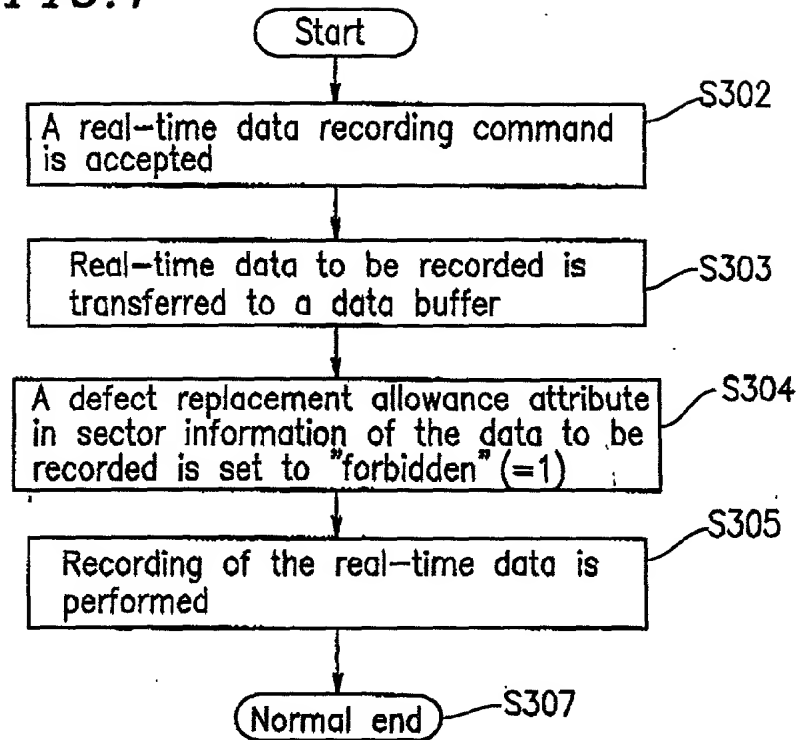 Start
S302
A real-time data recording command
is accepted
Real-time data to be recorded is
transferred to a data buffer
S303
A defect replacement allowance attribute
in sector information of the data to be
recorded is set to "forbidden" (=1)
S304
S305
Recording of the real-time data is
performed
Normal end
S307